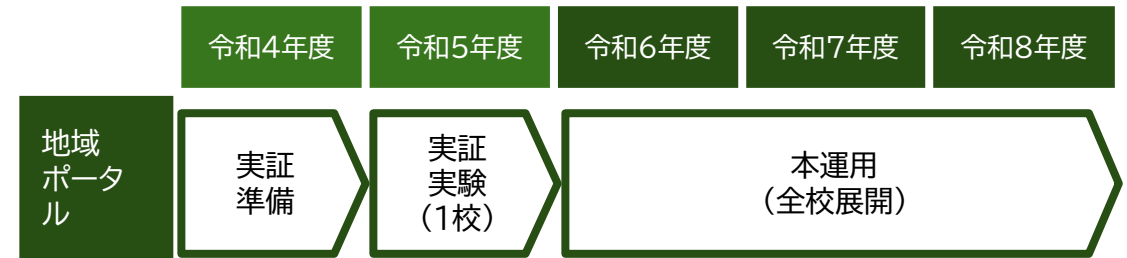 令和4年度
令和5年度
令和6年度
令和7年度
令和8年度
地域
ポータ
ル
実証
準備
実証
実験
（1校）
本運用
（全校展開）